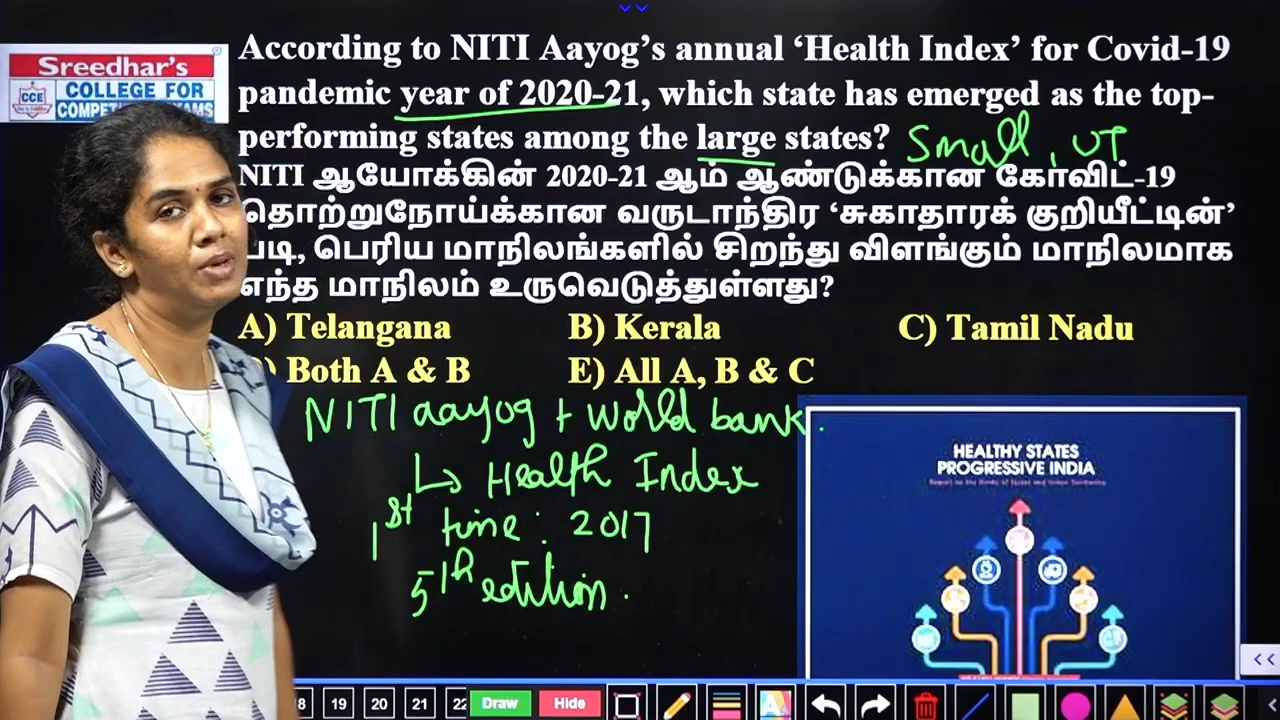 According to NITI Aayog's annual 'Health Index' for Covid-19
Sreedhar's
CCE
COLLEGE FOR
pandemic year of 2020-21, which state has emerged as the top-
performing states among the large states? Small, UT
NITI ஆயோக்கின் 2020-21 ஆம் ஆண்டுக்கான கோவிட்-19
தொற்றுநோய்க்கான வருடாந்திர 'சுகாதாரக் குறியீட்டின்'
படி, பெரிய மாநிலங்களில் சிறந்து விளங்கும் மாநிலமாக
எந்த மாநிலம் உருவெடுத்துள்ளது?
A) Telangana B) Kerala C) Tamil Nadu
) Both A & B E) All A, B & C
NITI aayog + World bank.
↳ Health Index
1st time: 2017
5th edition.
HEALTHY STATES
PROGRESSIVE INDIA
8 19 20 21 22 Draw Hide